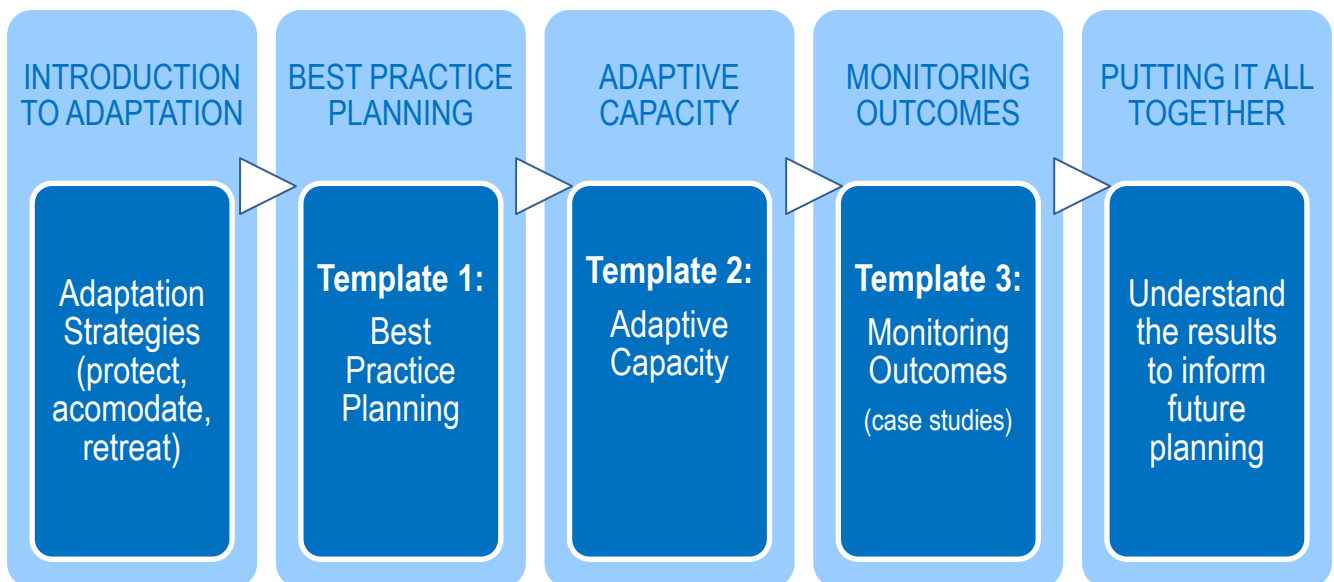 INTRODUCTION
TO ADAPTATION
Adaptation
Strategies
(protect,
acomodate,
retreat)
BEST PRACTICE
PLANNING
Template 1:
Best
Practice
Planning
ADAPTIVE
CAPACITY
Template 2:
Adaptive
Capacity
MONITORING
OUTCOMES
Template 3:
Monitoring
Outcomes
(case studies)
PUTTING IT ALL
TOGETHER
Understand
the results
to inform
future
planning